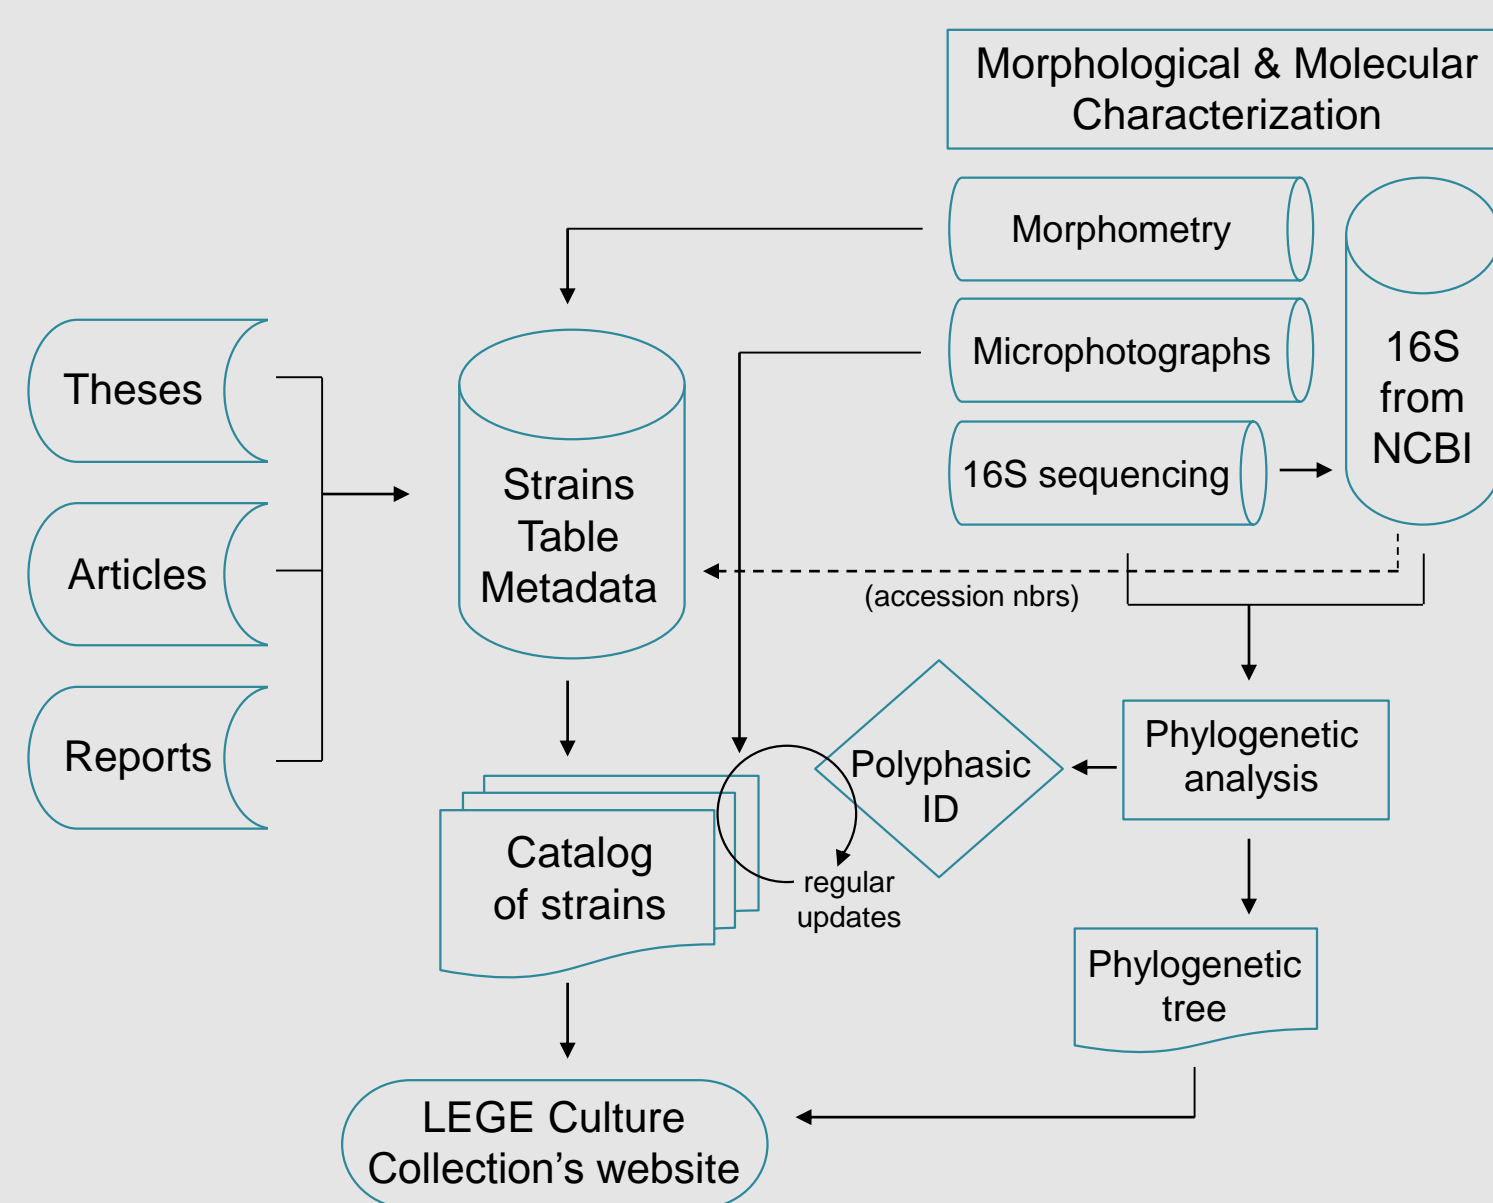 Morphological & Molecular
Characterization
Morphometry
Microphotographs
16S sequencing
16S
from
NCBI
Theses
Articles
Reports
Strains
Table
Metadata
(accession nbrs)
Polyphasic
ID
Phylogenetic
analysis
Catalog
of strains
regular
updates
Phylogenetic
tree
LEGE Culture
Collection’s website